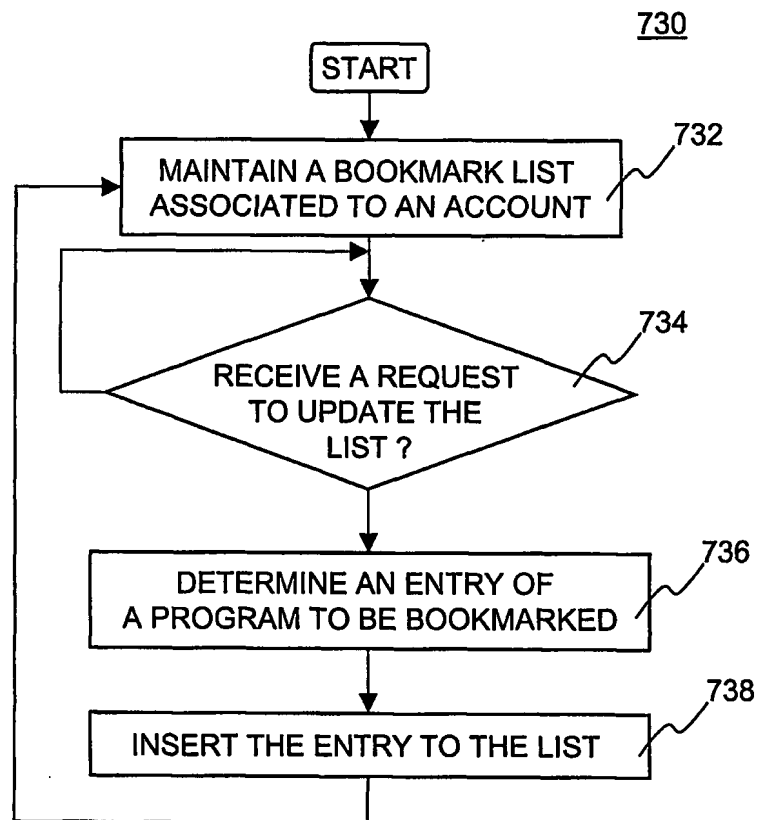 730
START
MAINTAIN A BOOKMARK LIST
ASSOCIATED TO AN ACCOUNT
732
RECEIVE A REQUEST
TO UPDATE THE
LIST ?
734
DETERMINE AN ENTRY OF
A PROGRAM TO BE BOOKMARKED
736
INSERT THE ENTRY TO THE LIST
738